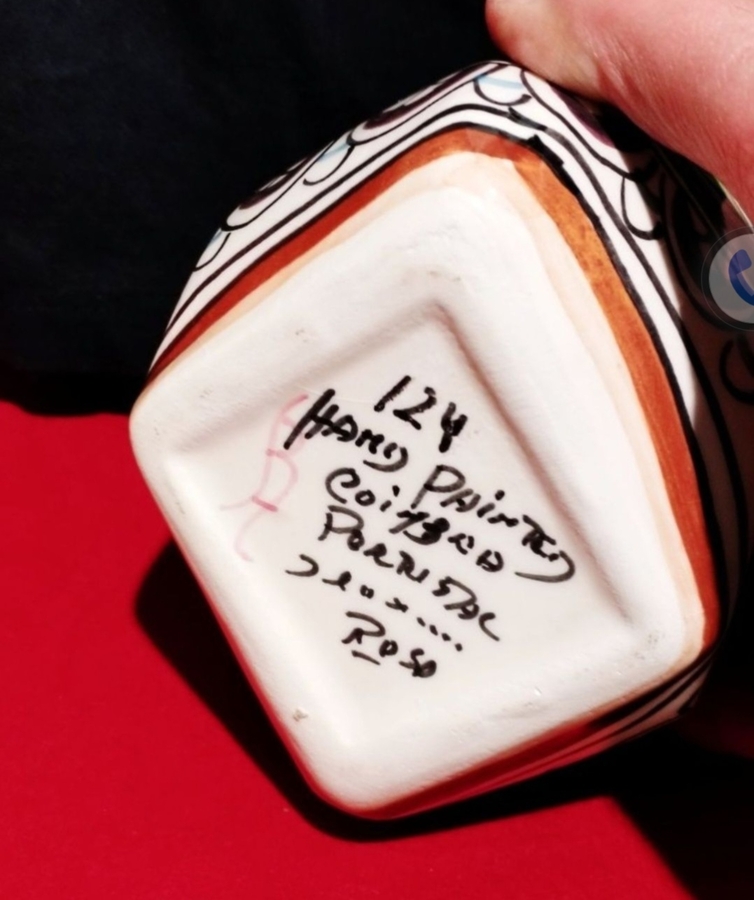 124
HAND PAINTED
COIMBRA
PORTUGAL
Rosa